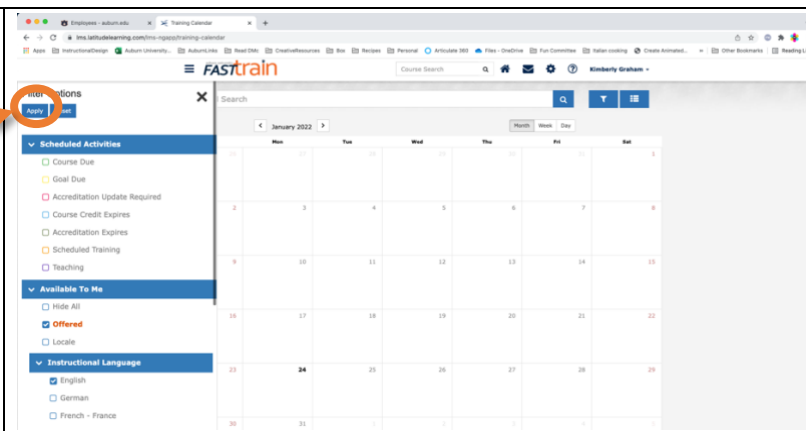 Employees - auburn.edu × Training Calendar × +
lms.latitudelearning.com/lms-ngapp/training-calendar
Apps InstructionalDesign Auburn University... AuburnLinks Read DMc CreativeResources Box Recipes Personal Articulate 360 Files - OneDrive Fun Committee Italian cooking Create Animated... » Other Bookmarks Reading Li
FASTtrain Course Search Kimberly Graham
ilter Options
Search
Apply Reset
January 2022 Month Week Day
Mon Tue Wed Thu Fri Sat
Scheduled Activities
Course Due
Goal Due
Accreditation Update Required
Course Credit Expires
Accreditation Expires
Scheduled Training
Teaching
Available To Me
Hide All
Offered
Locale
Instructional Language
English
German
French - France
1
2 3 4 5 6 7 8
9 10 11 12 13 14 15
16 17 18 19 20 21 22
23 24 25 26 27 28 29
30 31